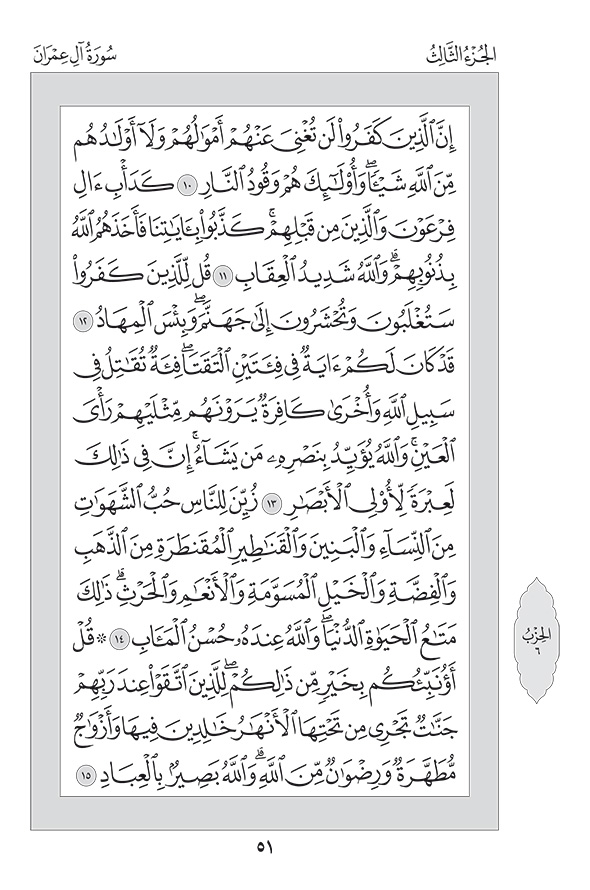 الجُزْءُ الثَّالِثُ
سُورَةُ آلِ عِمْرَانَ
إِنَّ ٱلَّذِينَ كَفَرُواْ لَن تُغْنِيَ عَنْهُمْ أَمْوَٰلُهُمْ وَلَآ أَوْلَٰدُهُم
مِّنَ ٱللَّهِ شَيْـًٔاۖ وَأُوْلَٰٓئِكَ هُمْ وَقُودُ ٱلنَّارِ ١٠ كَدَأْبِ ءَالِ
فِرْعَوْنَ وَٱلَّذِينَ مِن قَبْلِهِمْۚ كَذَّبُواْ بِـَٔايَٰتِنَا فَأَخَذَهُمُ ٱللَّهُ
بِذُنُوبِهِمْۗ وَٱللَّهُ شَدِيدُ ٱلْعِقَابِ ١١ قُل لِّلَّذِينَ كَفَرُواْ
سَتُغْلَبُونَ وَتُحْشَرُونَ إِلَىٰ جَهَنَّمَۖ وَبِئْسَ ٱلْمِهَادُ ١٢
قَدْ كَانَ لَكُمْ ءَايَةٌ فِي فِئَتَيْنِ ٱلْتَقَتَاۖ فِئَةٌ تُقَٰتِلُ فِي
سَبِيلِ ٱللَّهِ وَأُخْرَىٰ كَافِرَةٌ يَرَوْنَهُم مِّثْلَيْهِمْ رَأْيَ
ٱلْعَيْنِۚ وَٱللَّهُ يُؤَيِّدُ بِنَصْرِهِۦ مَن يَشَآءُۚ إِنَّ فِي ذَٰلِكَ
لَعِبْرَةً لِّأُوْلِي ٱلْأَبْصَٰرِ ١٣ زُيِّنَ لِلنَّاسِ حُبُّ ٱلشَّهَوَٰتِ
مِنَ ٱلنِّسَآءِ وَٱلْبَنِينَ وَٱلْقَنَٰطِيرِ ٱلْمُقَنطَرَةِ مِنَ ٱلذَّهَبِ
وَٱلْفِضَّةِ وَٱلْخَيْلِ ٱلْمُسَوَّمَةِ وَٱلْأَنْعَٰمِ وَٱلْحَرْثِۗ ذَٰلِكَ
مَتَٰعُ ٱلْحَيَوٰةِ ٱلدُّنْيَاۖ وَٱللَّهُ عِندَهُۥ حُسْنُ ٱلْمَـَٔابِ ١٤ * قُلْ
أَؤُنَبِّئُكُم بِخَيْرٍ مِّن ذَٰلِكُمْۖ لِلَّذِينَ ٱتَّقَوْاْ عِندَ رَبِّهِمْ
جَنَّٰتٌ تَجْرِي مِن تَحْتِهَا ٱلْأَنْهَٰرُ خَٰلِدِينَ فِيهَا وَأَزْوَٰجٌ
مُّطَهَّرَةٌ وَرِضْوَٰنٌ مِّنَ ٱللَّهِۗ وَٱللَّهُ بَصِيرٌۢ بِٱلْعِبَادِ ١٥
الحِزْبُ
٦
٥١